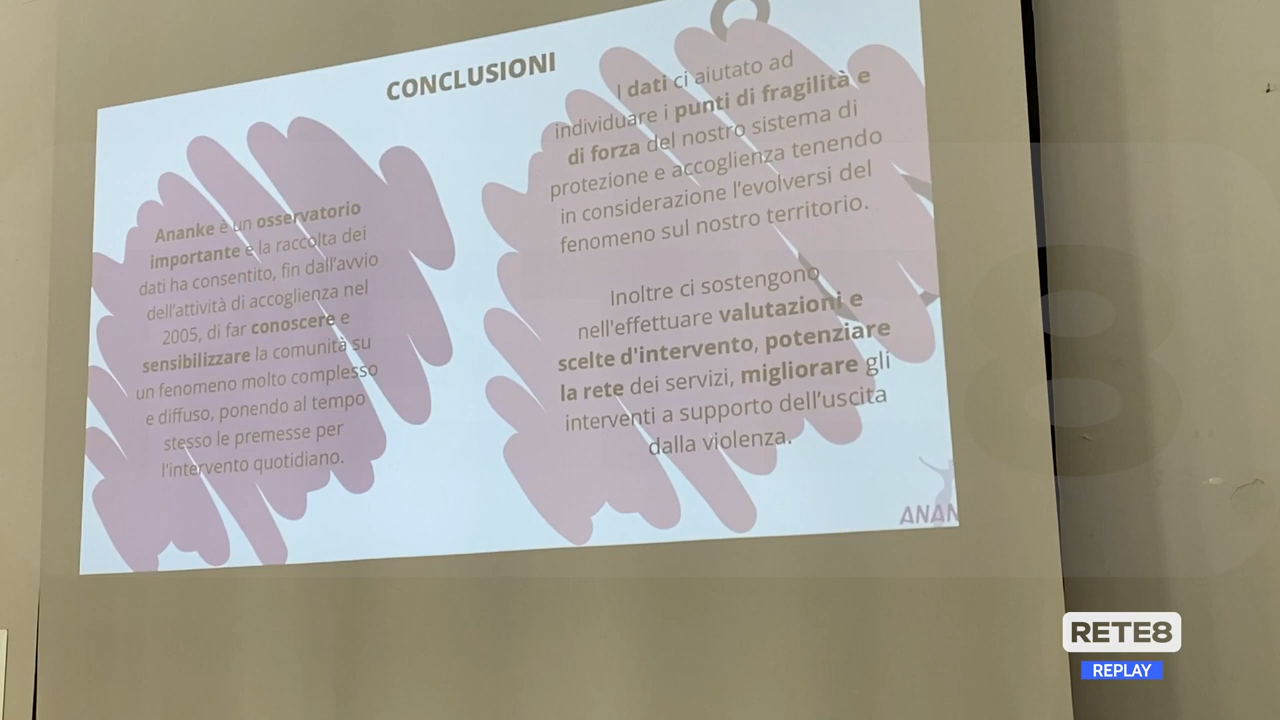 CONCLUSIONI
Ananke è un osservatorio
importante e la raccolta dei
dati ha consentito, fin dall'avvio
dell'attività di accoglienza nel
2005, di far conoscere e
sensibilizzare la comunità su
un fenomeno molto complesso
e diffuso, ponendo al tempo
stesso le premesse per
l'intervento quotidiano.
I dati ci aiutato ad
individuare i punti di fragilità e
di forza del nostro sistema di
protezione e accoglienza tenendo
in considerazione l'evolversi del
fenomeno sul nostro territorio.
Inoltre ci sostengono
nell'effettuare valutazioni e
scelte d'intervento, potenziare
la rete dei servizi, migliorare gli
interventi a supporto dell'uscita
dalla violenza.
ANAN
8
RETE8
REPLAY